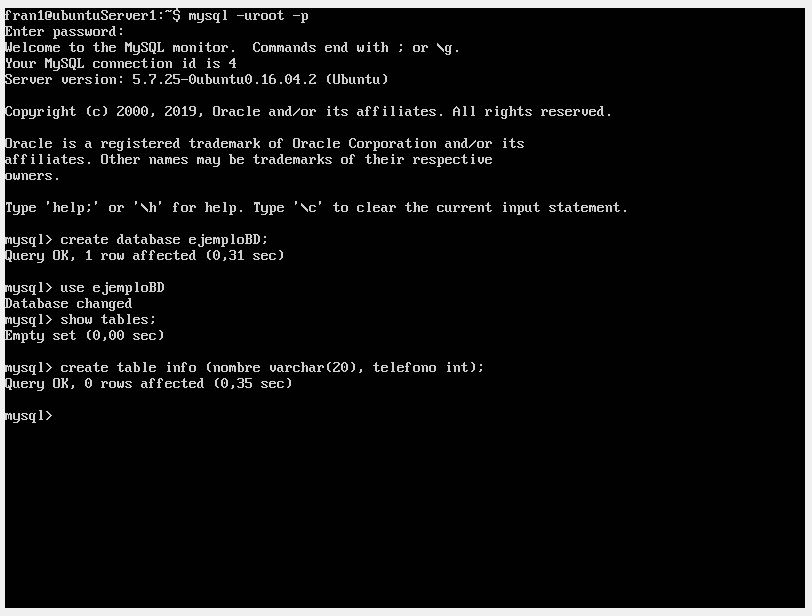 fran1@ubuntuServer1:~$ mysql -uroot -p
Enter password:
Welcome to the MySQL monitor.  Commands end with ; or \g.
Your MySQL connection id is 4
Server version: 5.7.25-0ubuntu0.16.04.2 (Ubuntu)
Copyright (c) 2000, 2019, Oracle and/or its affiliates. All rights reserved.
Oracle is a registered trademark of Oracle Corporation and/or its
affiliates. Other names may be trademarks of their respective
owners.
Type 'help;' or '\h' for help. Type '\c' to clear the current input statement.
mysql> create database ejemploBD;
Query OK, 1 row affected (0,31 sec)
mysql> use ejemploBD
Database changed
mysql> show tables;
Empty set (0,00 sec)
mysql> create table info (nombre varchar(20), telefono int);
Query OK, 0 rows affected (0,35 sec)
mysql>